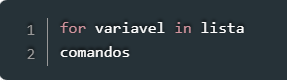 1 for variavel in lista
2 comandos